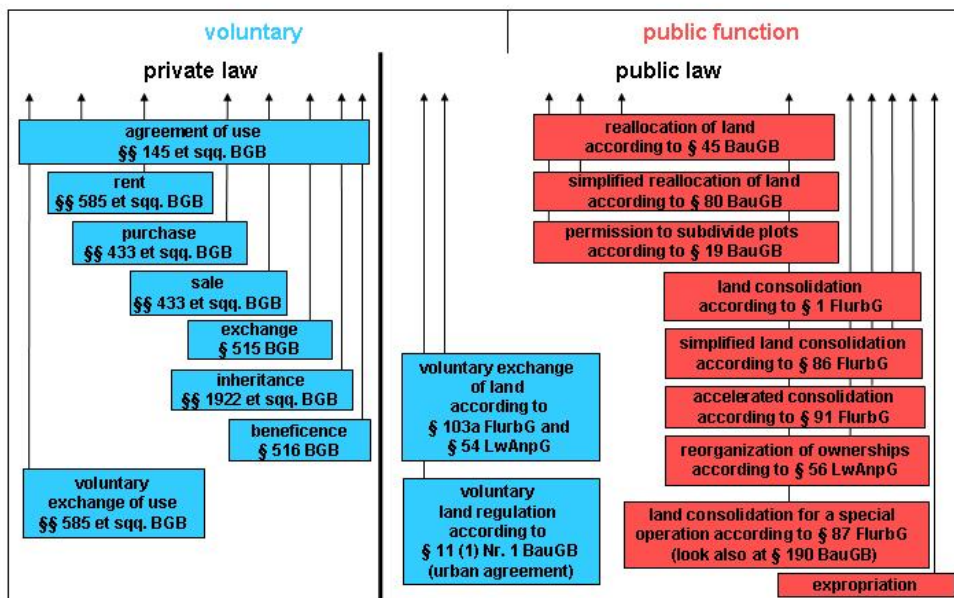 voluntary
public function
private law
public law
agreement of use
§§ 145 et sqq. BGB
rent
§§ 585 et sqq. BGB
purchase
§§ 433 et sqq. BGB
sale
§§ 433 et sqq. BGB
exchange
§ 515 BGB
inheritance
§§ 1922 et sqq. BGB
beneficence
§ 516 BGB
voluntary
exchange of use
§§ 585 et sqq. BGB
voluntary exchange
of land
according to
§ 103a FlurbG and
§ 54 LwAnpG
voluntary
land regulation
according to
§ 11 (1) Nr. 1 BauGB
(urban agreement)
reallocation of land
according to § 45 BauGB
simplified reallocation of land
according to § 80 BauGB
permission to subdivide plots
according to § 19 BauGB
land consolidation
according to § 1 FlurbG
simplified land consolidation
according to § 86 FlurbG
accelerated consolidation
according to § 91 FlurbG
reorganization of ownerships
according to § 56 LwAnpG
land consolidation for a special
operation according to § 87 FlurbG
(look also at § 190 BauGB)
expropriation